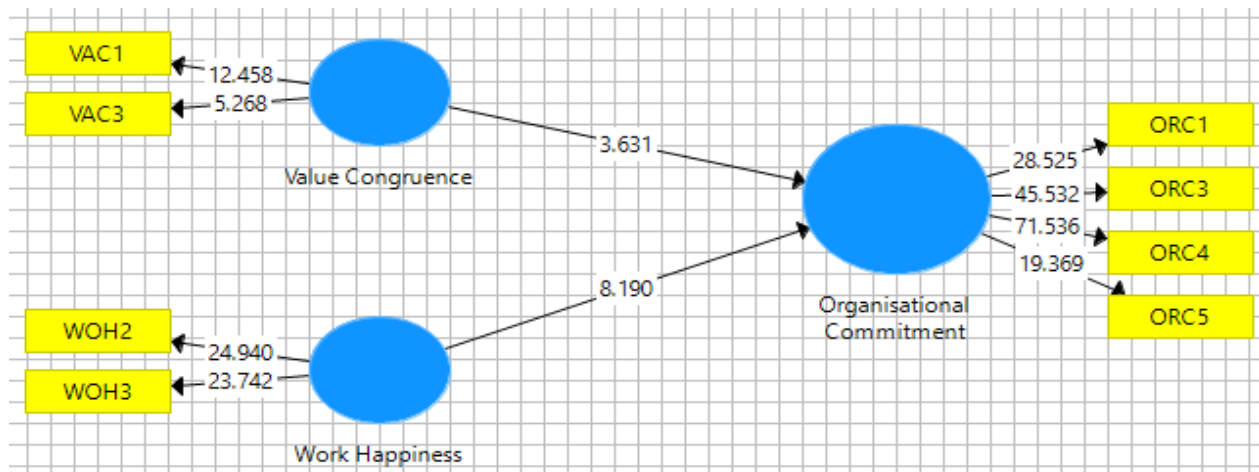 VAC1
12.458
VAC3
5.268
Value Congruence
3.631
WOH2
24.940
WOH3
23.742
Work Happiness
8.190
Organisational
Commitment
ORC1
28.525
ORC3
45.532
ORC4
71.536
ORC5
19.369